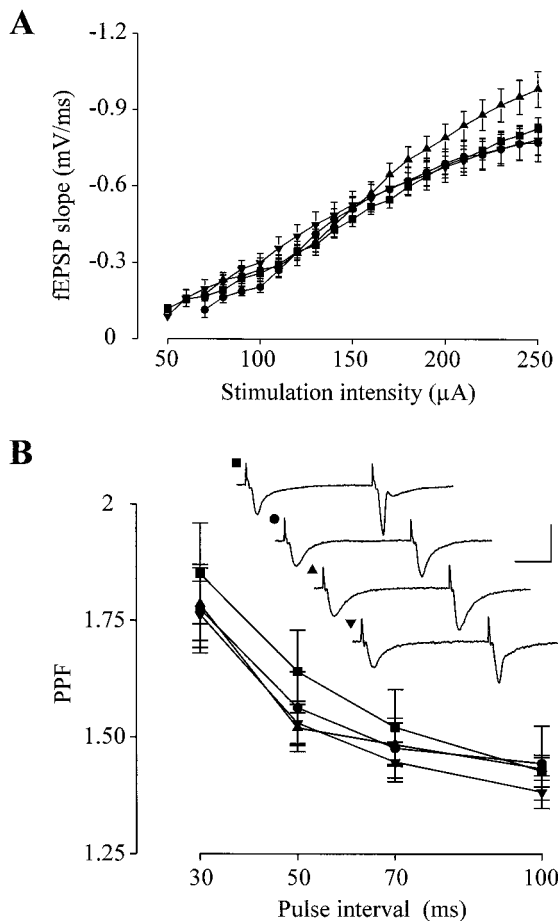 A
-1.2
-0.9
-0.6
-0.3
0
fEPSP slope (mV/ms)
50 100 150 200 250
Stimulation intensity (µA)
B
2
1.75
1.50
1.25
PPF
30 50 70 100
Pulse interval (ms)